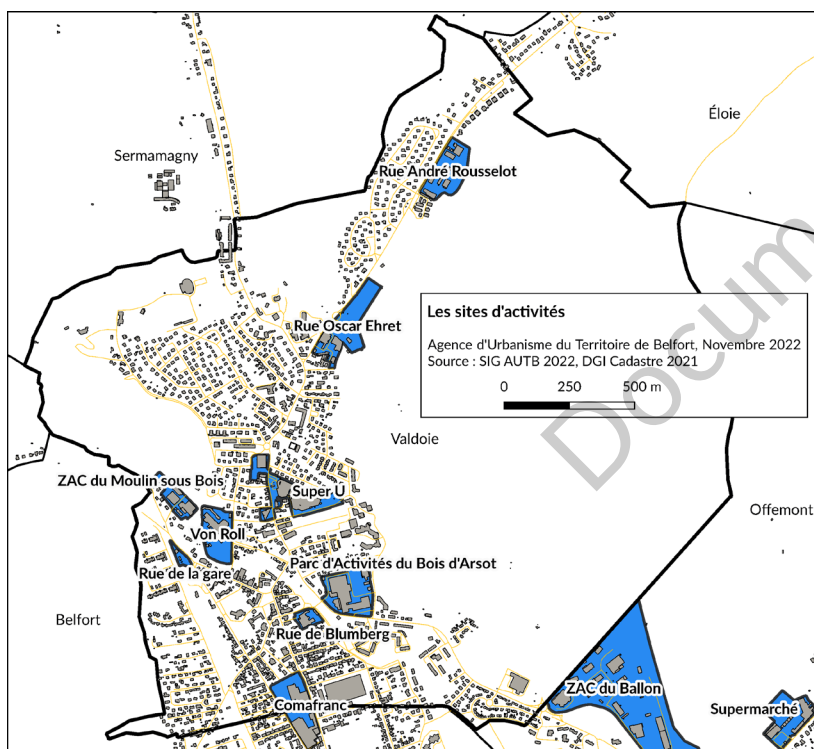 Éloie
Sermamagny
Rue André Rousselot
Les sites d'activités
Agence d'Urbanisme du Territoire de Belfort, Novembre 2022
Source : SIG AUTB 2022, DGI Cadastre 2021
0 250 500 m
Rue Oscar Ehret
Valdoie
ZAC du Moulin sous Bois
Super U
Offemont
Von Roll
Parc d'Activités du Bois d'Arsot
Rue de la gare
Belfort
Rue de Blumberg
ZAC du Ballon
Comafranc
Supermarché
Docum